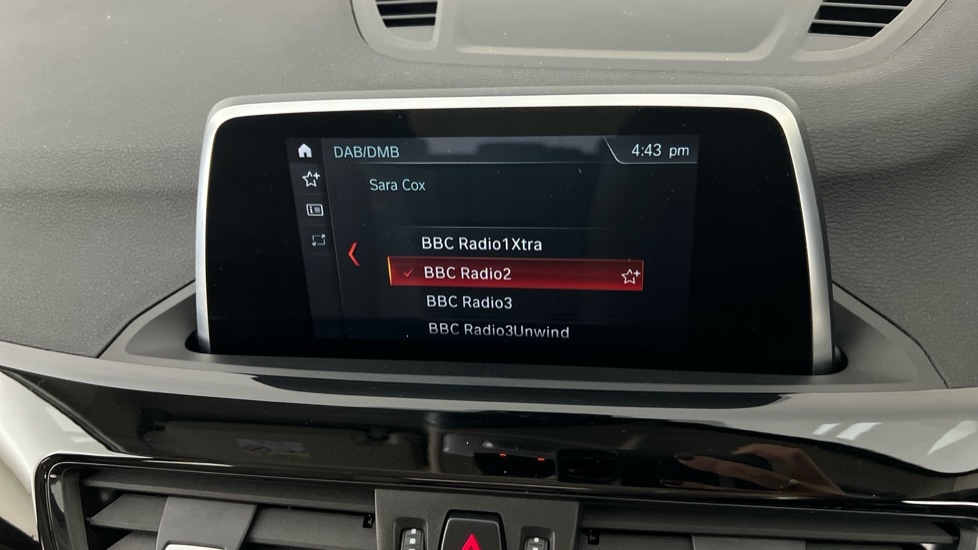 DAB/DMB
4:43 pm
Sara Cox
BBC Radio1Xtra
BBC Radio2
BBC Radio3
BBC Radio3Unwind